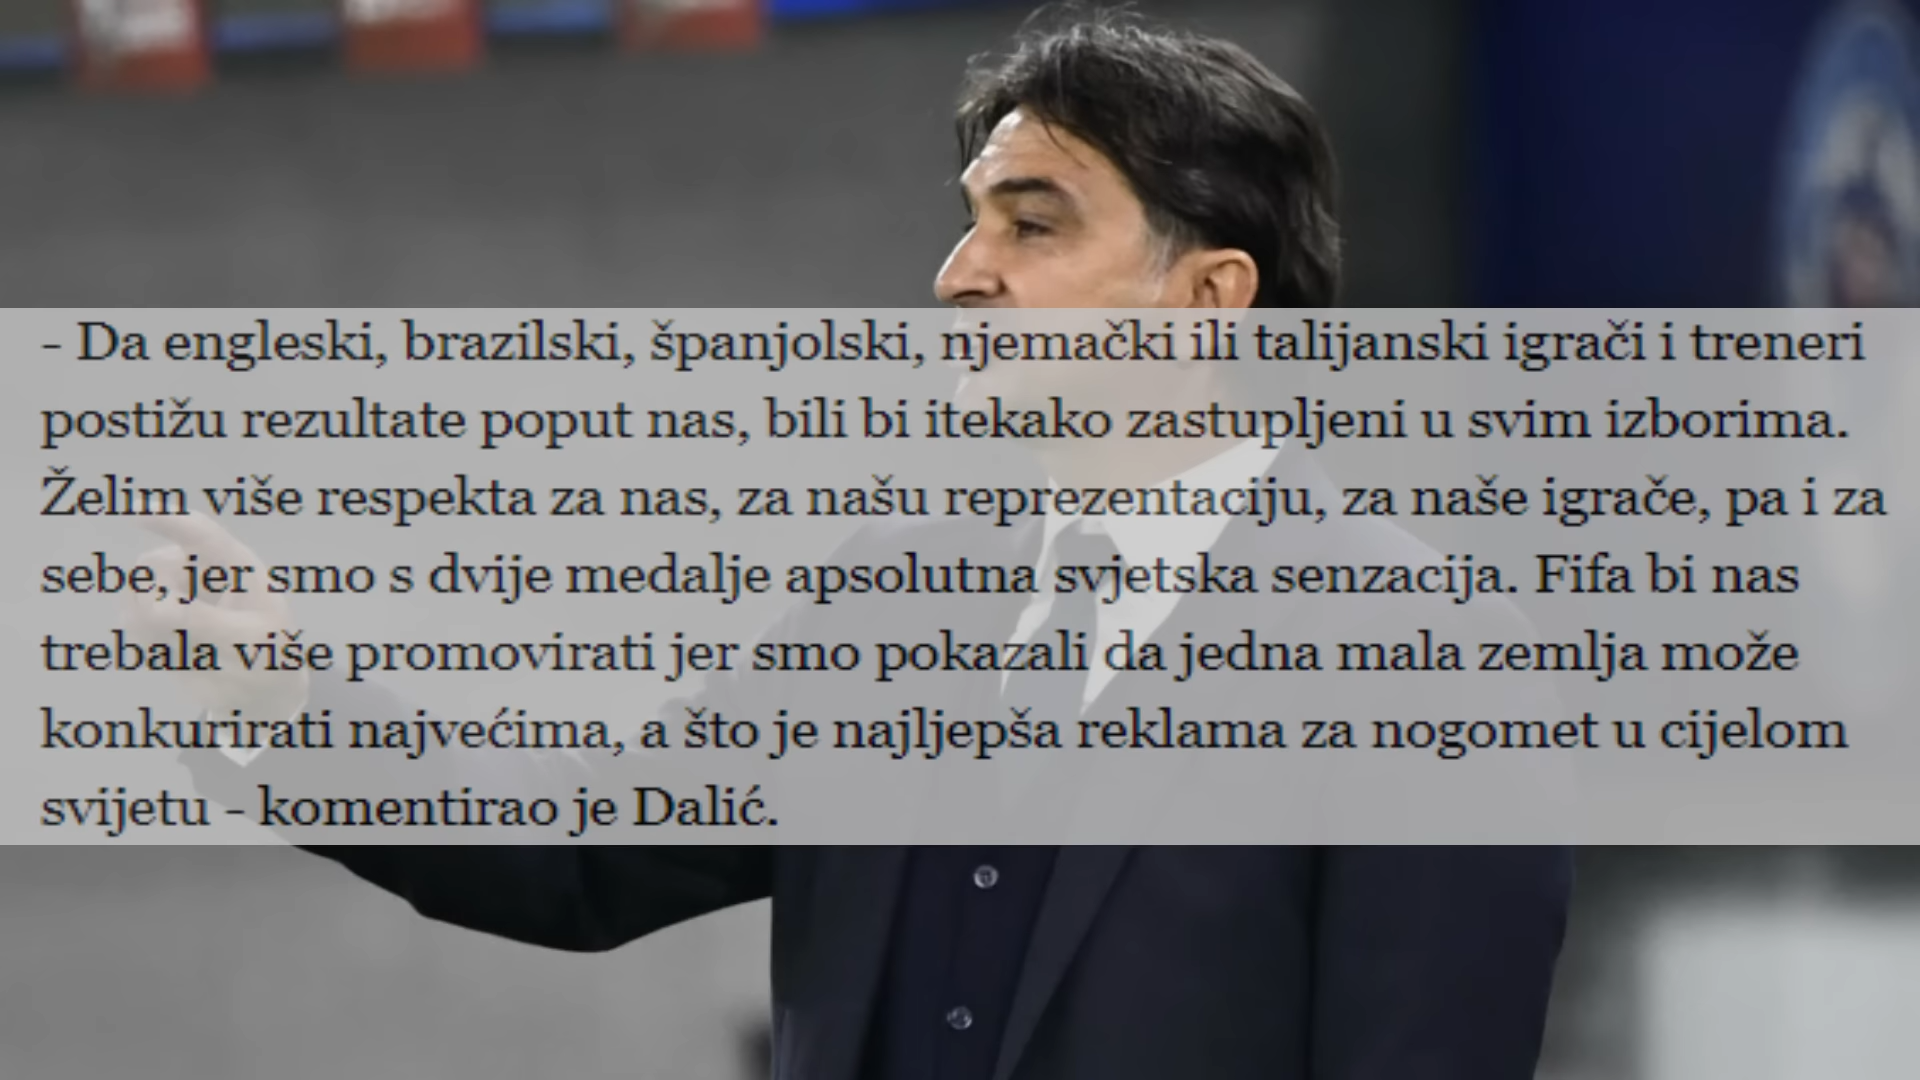 - Da engleski, brazilski, španjolski, njemački ili talijanski igrači i treneri
postižu rezultate poput nas, bili bi itekako zastupljeni u svim izborima.
Želim više respekta za nas, za našu reprezentaciju, za naše igrače, pa i za
sebe, jer smo s dvije medalje apsolutna svjetska senzacija. Fifa bi nas
trebala više promovirati jer smo pokazali da jedna mala zemlja može
konkurirati najvećima, a što je najljepša reklama za nogomet u cijelom
svijetu - komentirao je Dalić.